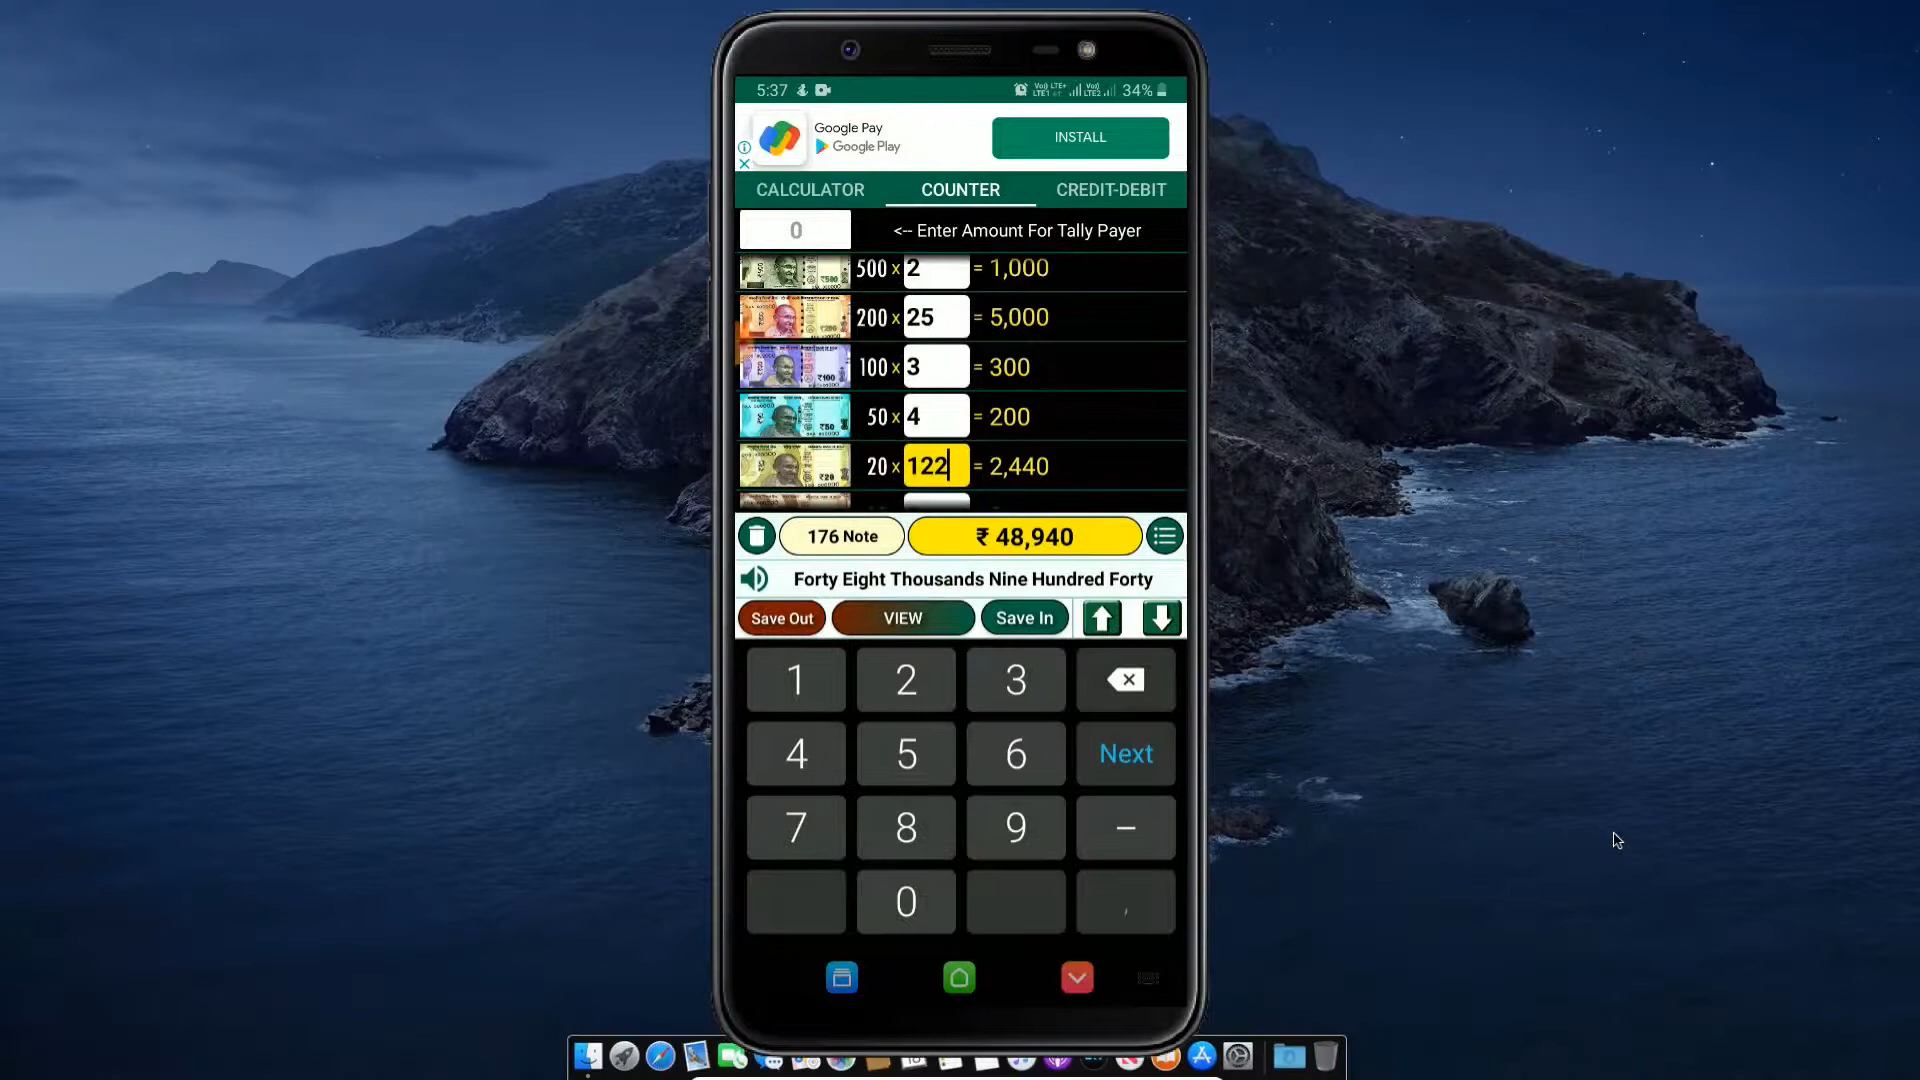 5:37 34%
Google Pay
Google Play
INSTALL
CALCULATOR COUNTER CREDIT-DEBIT
0 <-- Enter Amount For Tally Payer
500 x 2 = 1,000
200 x 25 = 5,000
100 x 3 = 300
50 x 4 = 200
20 x 122 = 2,440
176 Note ₹ 48,940
Forty Eight Thousands Nine Hundred Forty
Save Out VIEW Save In
1 2 3
4 5 6 Next
7 8 9 –
0 ,